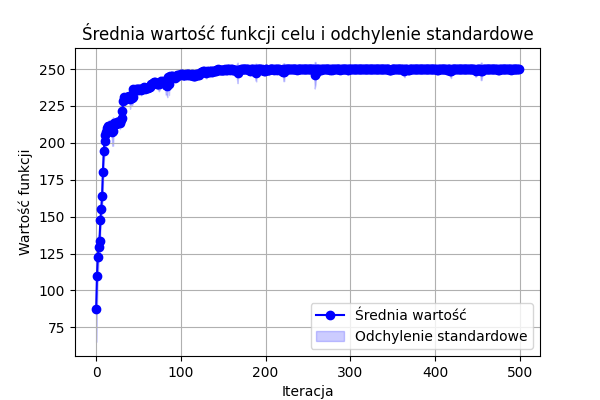 Średnia wartość funkcji celu i odchylenie standardowe
Wartość funkcji
250
225
200
175
150
125
100
75
0 100 200 300 400 500
Iteracja
Średnia wartość
Odchylenie standardowe